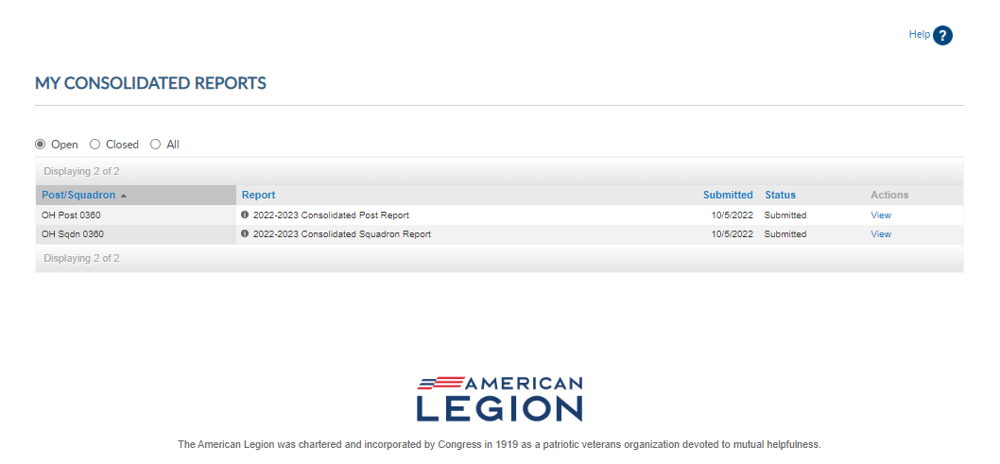 Help ?
MY CONSOLIDATED REPORTS
Open Closed All
Displaying 2 of 2
Post/Squadron Report Submitted Status Actions
OH Post 0360 2022-2023 Consolidated Post Report 10/5/2022 Submitted View
OH Sqdn 0360 2022-2023 Consolidated Squadron Report 10/5/2022 Submitted View
Displaying 2 of 2
AMERICAN
LEGION
The American Legion was chartered and incorporated by Congress in 1919 as a patriotic veterans organization devoted to mutual helpfulness.